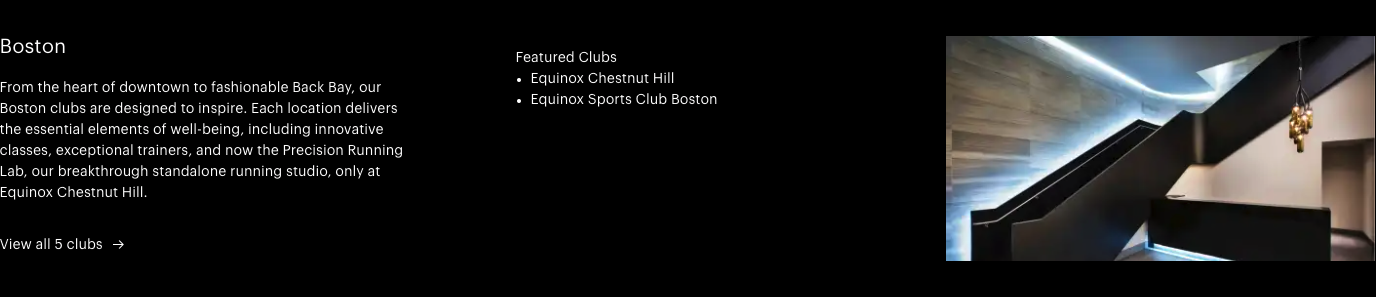 Boston
From the heart of downtown to fashionable Back Bay, our
Boston clubs are designed to inspire. Each location delivers
the essential elements of well-being, including innovative
classes, exceptional trainers, and now the Precision Running
Lab, our breakthrough standalone running studio, only at
Equinox Chestnut Hill.
View all 5 clubs →
Featured Clubs
• Equinox Chestnut Hill
• Equinox Sports Club Boston